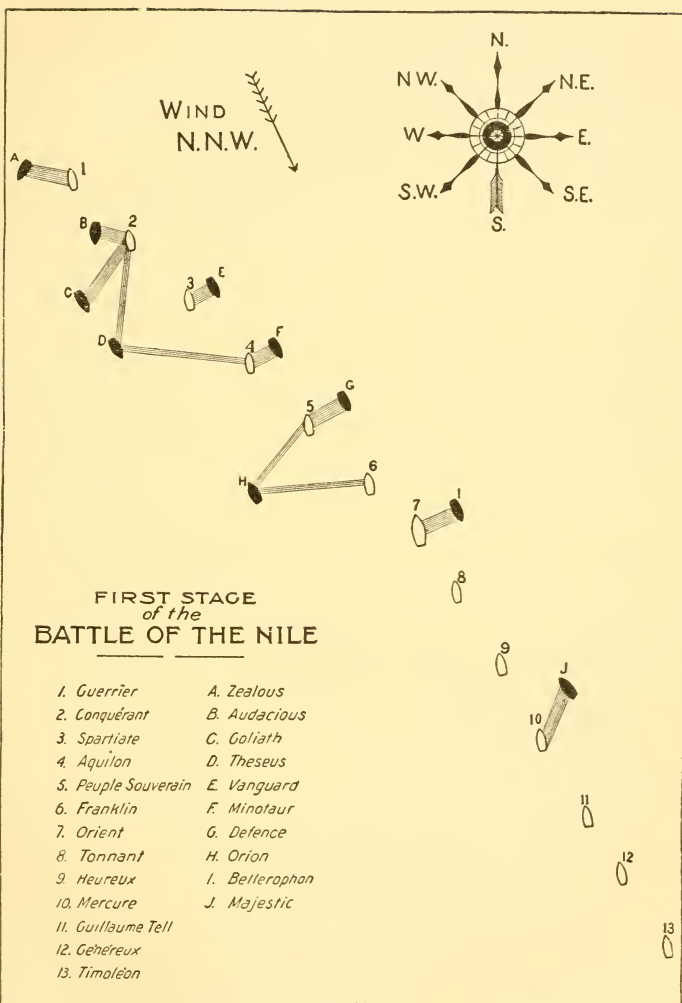 N.
N W.
N.E.
WIND
N.N.W.
W
E.
S.W.
S.E.
S.
A
1
B
2
C
3
E
D
4
F
5
G
H
6
7
I
8
9
J
10
11
12
13
FIRST STAGE
of the
BATTLE OF THE NILE
1. Guerrier
2. Conquérant
3. Spartiate
4. Aquilon
5. Peuple Souverain
6. Franklin
7. Orient
8. Tonnant
9. Heureux
10. Mercure
11. Guillaume Tell
12. Généreux
13. Timoléon
A. Zealous
B. Audacious
C. Goliath
D. Theseus
E. Vanguard
F. Minotaur
G. Defence
H. Orion
I. Bellerophon
J. Majestic